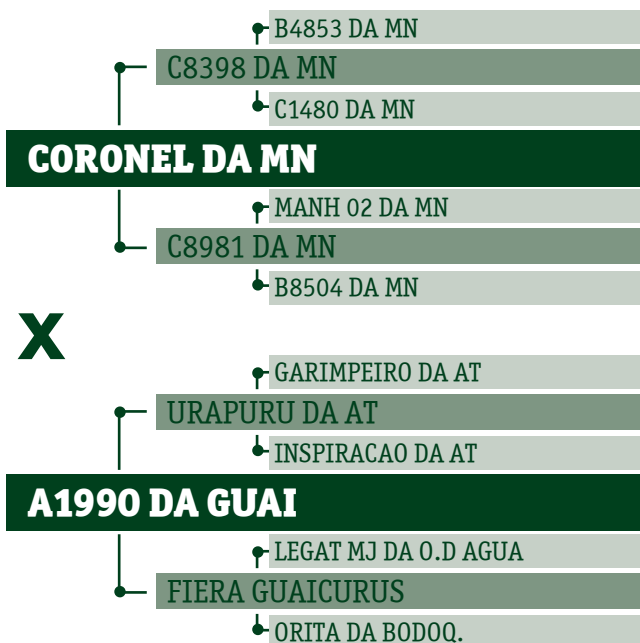 B4853 DA MN
C8398 DA MN
C1480 DA MN
CORONEL DA MN
MANH 02 DA MN
C8981 DA MN
B8504 DA MN
X
GARIMPEIRO DA AT
URAPURU DA AT
INSPIRACAO DA AT
A1990 DA GUAI
LEGAT MJ DA O.D AGUA
FIERA GUAICURUS
ORITA DA BODOQ.